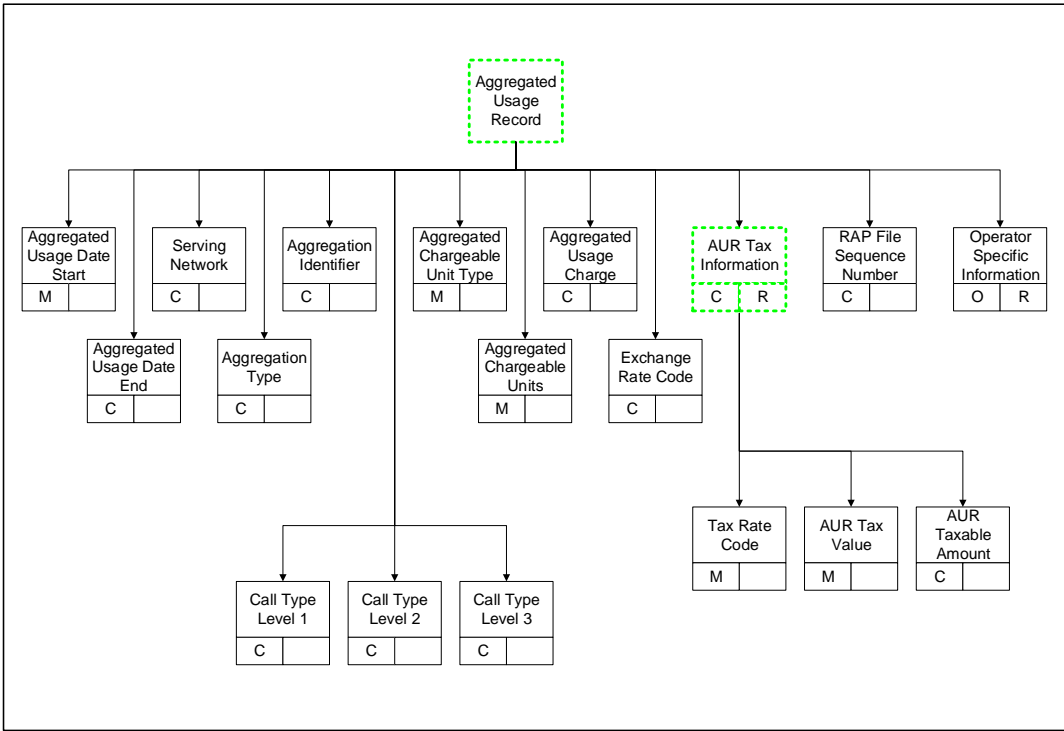 Aggregated
Usage
Record
Aggregated
Usage Date
Start
M
Serving
Network
C
Aggregation
Identifier
C
Aggregated
Chargeable
Unit Type
M
Aggregated
Usage
Charge
C
AUR Tax
Information
C R
RAP File
Sequence
Number
C
Operator
Specific
Information
O R
Aggregated
Usage Date
End
C
Aggregation
Type
C
Aggregated
Chargeable
Units
M
Exchange
Rate Code
C
Tax Rate
Code
M
AUR Tax
Value
M
AUR
Taxable
Amount
C
Call Type
Level 1
C
Call Type
Level 2
C
Call Type
Level 3
C